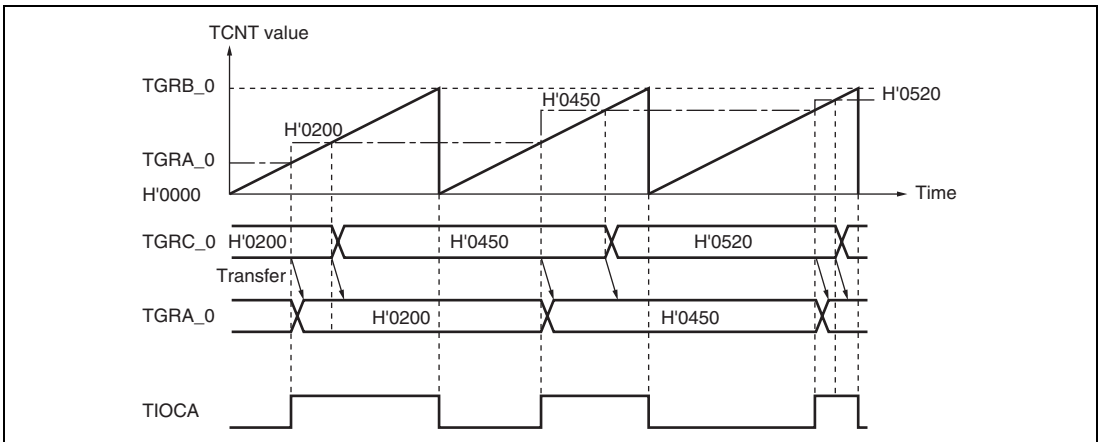 TCNT value
TGRB_0
H'0520
H'0450
H'0200
TGRA_0
H'0000
Time
TGRC_0 H'0200 H'0450 H'0520
Transfer
TGRA_0 H'0200 H'0450
TIOCA